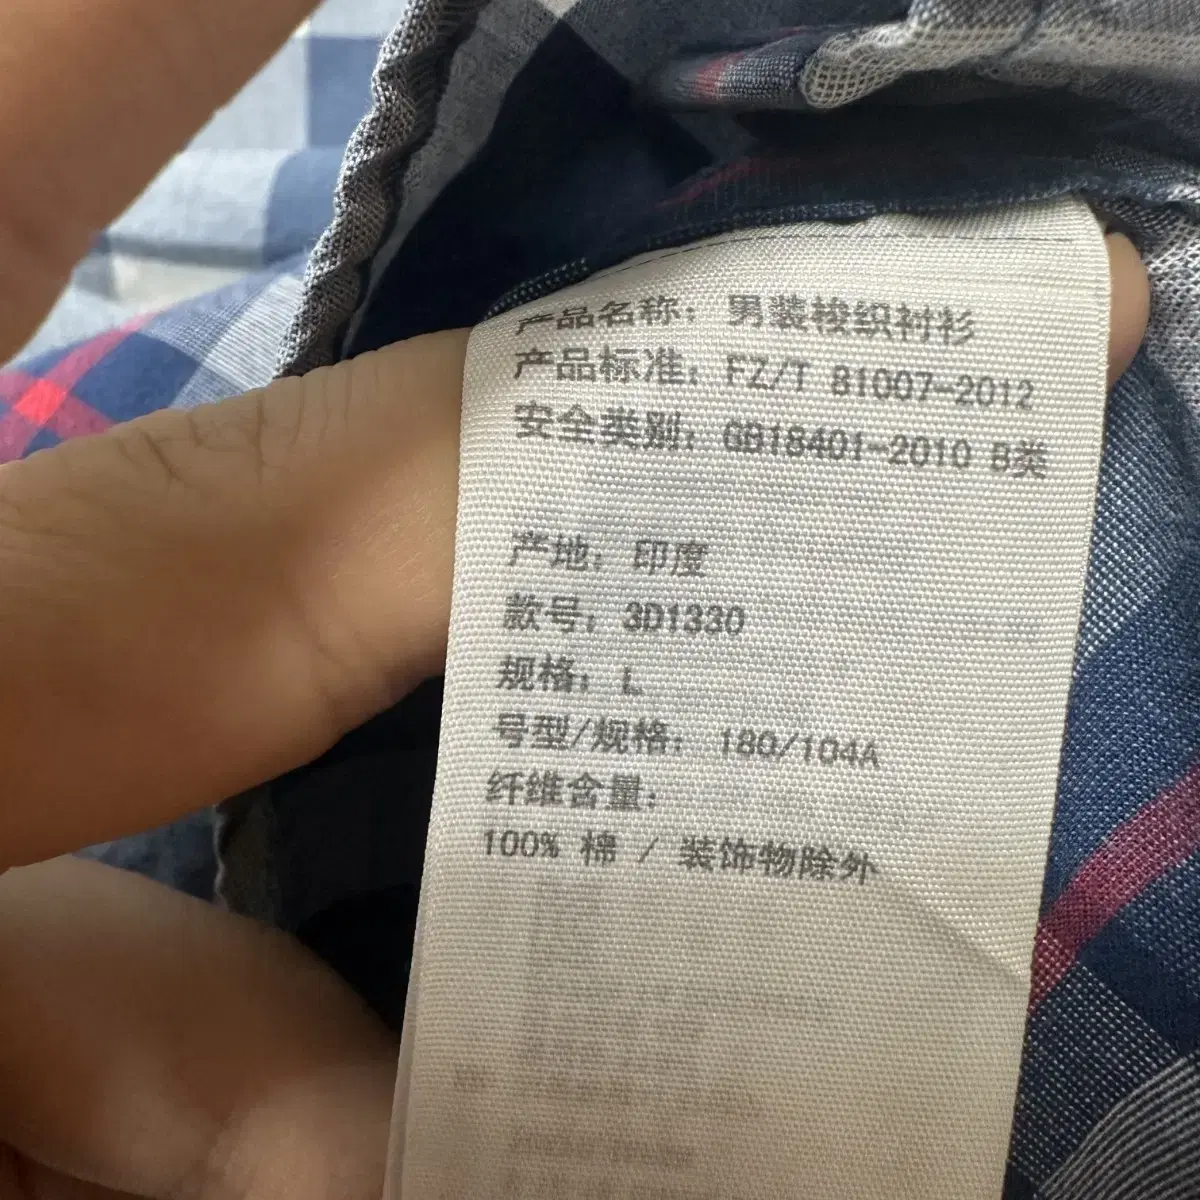 产品名称：男装梭织衬衫
产品标准：FZ/T 81007-2012
安全类别：GB18401-2010 B类
产地：印度
款号：3D1330
规格：L
号型/规格：180/104A
纤维含量：
100% 棉 / 装饰物除外